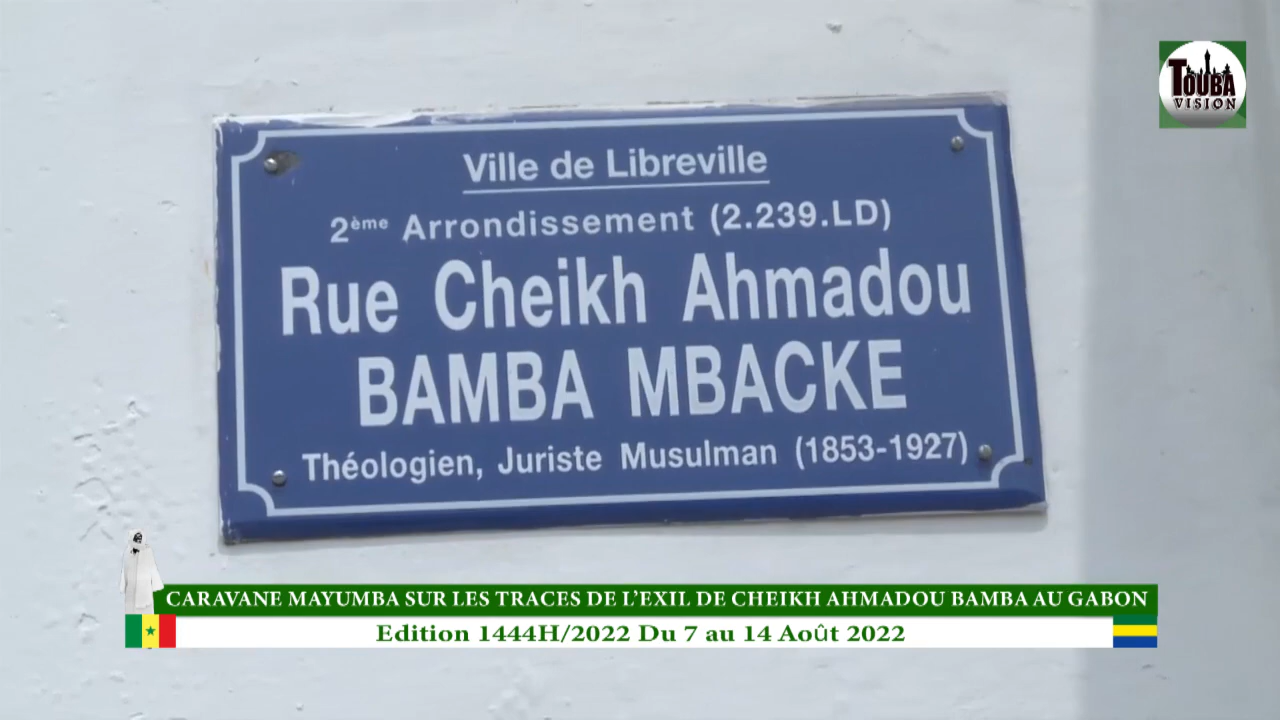 TOUBA
VISION
Ville de Libreville
2ème Arrondissement (2.239.LD)
Rue Cheikh Ahmadou
BAMBA MBACKE
Théologien, Juriste Musulman (1853-1927)
CARAVANE MAYUMBA SUR LES TRACES DE L'EXIL DE CHEIKH AHMADOU BAMBA AU GABON
Edition 1444H/2022 Du 7 au 14 Août 2022